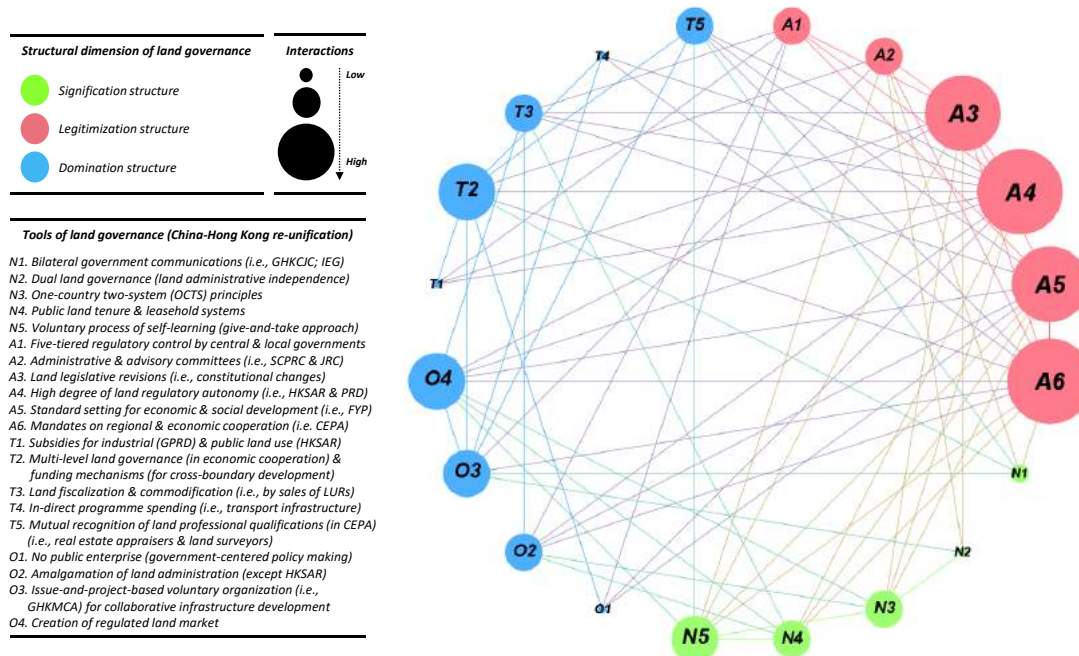 Structural dimension of land governance
Interactions
Signification structure
Legitimization structure
Domination structure
Low
High
Tools of land governance (China-Hong Kong re-unification)
N1. Bilateral government communications (i.e., GHKCJC; IEG)
N2. Dual land governance (land administrative independence)
N3. One-country two-system (OCTS) principles
N4. Public land tenure & leasehold systems
N5. Voluntary process of self-learning (give-and-take approach)
A1. Five-tiered regulatory control by central & local governments
A2. Administrative & advisory committees (i.e., SCPRC & JRC)
A3. Land legislative revisions (i.e., constitutional changes)
A4. High degree of land regulatory autonomy (i.e., HKSAR & PRD)
A5. Standard setting for economic & social development (i.e., FYP)
A6. Mandates on regional & economic cooperation (i.e. CEPA)
T1. Subsidies for industrial (GPRD) & public land use (HKSAR)
T2. Multi-level land governance (in economic cooperation) &
funding mechanisms (for cross-boundary development)
T3. Land fiscalization & commodification (i.e., by sales of LURs)
T4. In-direct programme spending (i.e., transport infrastructure)
T5. Mutual recognition of land professional qualifications (in CEPA)
(i.e., real estate appraisers & land surveyors)
O1. No public enterprise (government-centered policy making)
O2. Amalgamation of land administration (except HKSAR)
O3. Issue-and-project-based voluntary organization (i.e.,
GHKMCA) for collaborative infrastructure development
O4. Creation of regulated land market
T5
A1
T4
A2
T3
A3
T2
A4
T1
A5
O4
A6
O3
N1
O2
N2
O1
N3
N5
N4